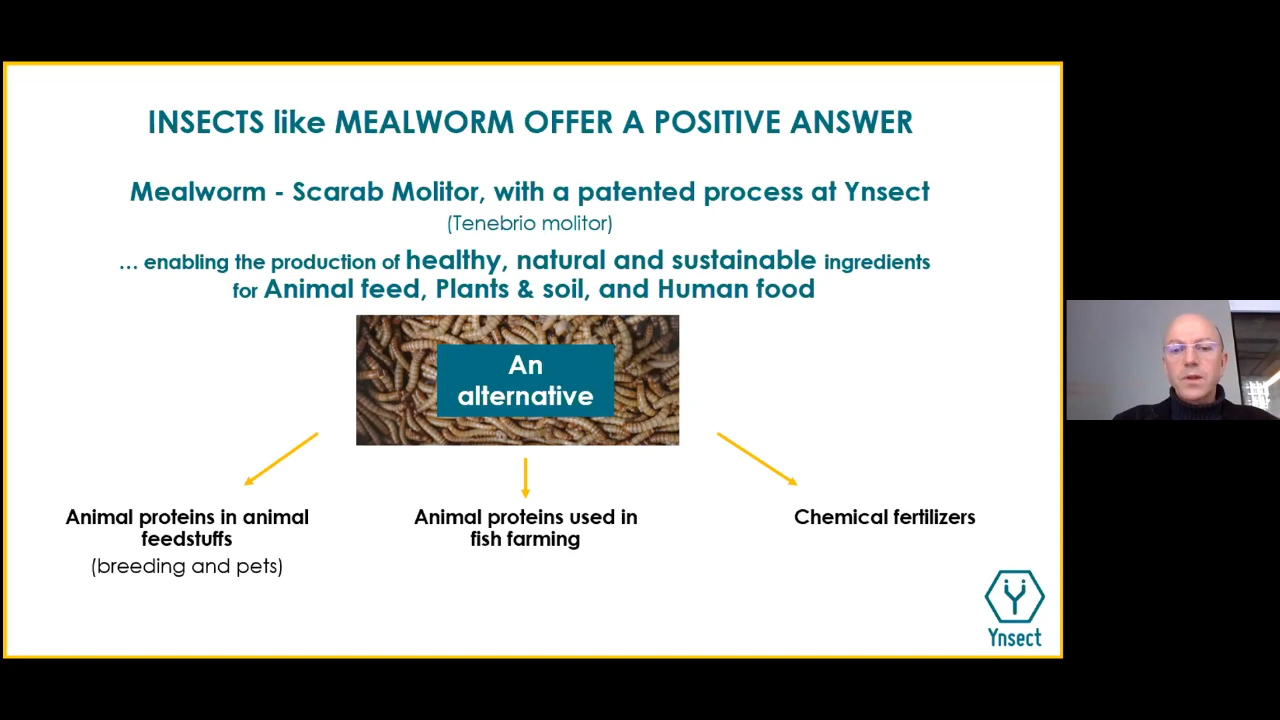 INSECTS like MEALWORM OFFER A POSITIVE ANSWER
Mealworm - Scarab Molitor, with a patented process at Ynsect
(Tenebrio molitor)
... enabling the production of healthy, natural and sustainable ingredients
for Animal feed, Plants & soil, and Human food
An
alternative
Animal proteins in animal
feedstuffs
(breeding and pets)
Animal proteins used in
fish farming
Chemical fertilizers
Ynsect